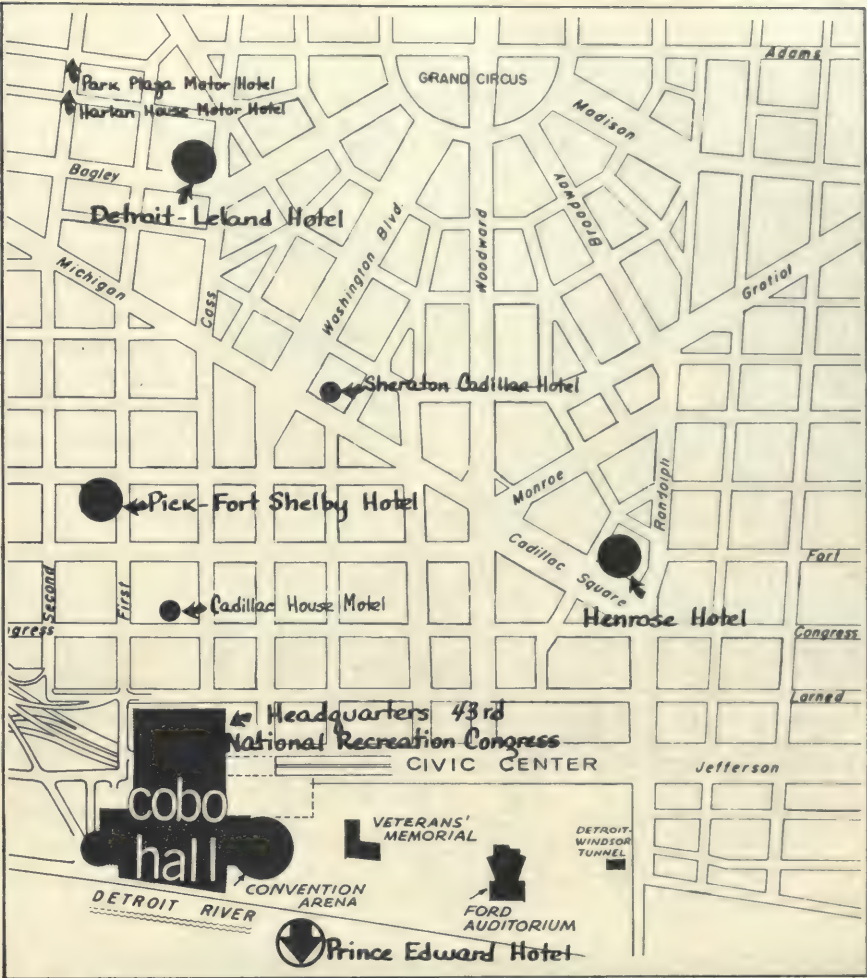 Adams
GRAND CIRCUS
Park Plaza Motor Hotel
Harlan House Motor Hotel
Madison
Bagley
Detroit-Leland Hotel
Washington Blvd.
Woodward
Broadway
Michigan
Cass
Gratiot
Sheraton Cadillac Hotel
Pick-Fort Shelby Hotel
Monroe
Randolph
Cadillac Square
Fort
Second
First
Cadillac House Motel
Henrose Hotel
ngress
Congress
Larned
Headquarters 43rd
National Recreation Congress
CIVIC CENTER
Jefferson
cobo
hall
VETERANS'
MEMORIAL
DETROIT-
WINDSOR
TUNNEL
CONVENTION
ARENA
FORD
AUDITORIUM
DETROIT RIVER
Prince Edward Hotel